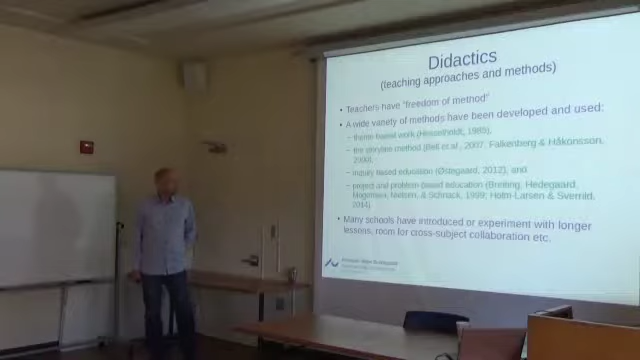 Didactics
(teaching approaches and methods)
• Teachers have "freedom of method"
• A wide variety of methods have been developed and used:
– theme-based work (Hesselholdt, 1985),
– the storyline method (Bell et al., 2007, Falkenberg & Håkonsson,
2000),
– inquiry based education (Østergaard, 2012), and
– project and problem-based education (Breiting, Hedegaard,
Mogensen, Nielsen, & Schnack, 1999; Holm-Larsen & Sverrild,
2014)
• Many schools have introduced or experiment with longer
lessons, room for cross-subject collaboration etc.